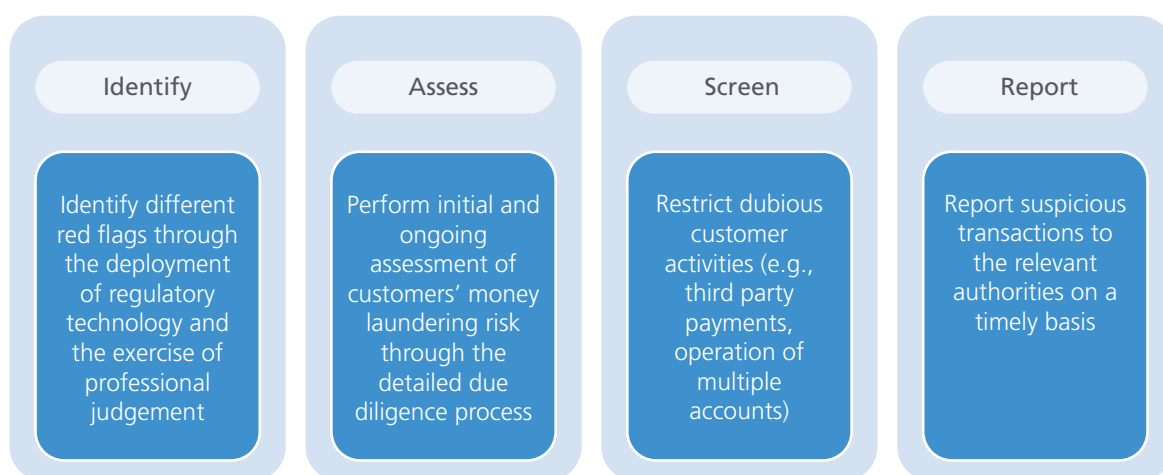 Identify
Identify different
red flags through
the deployment
of regulatory
technology and
the exercise of
professional
judgement
Assess
Perform initial and
ongoing
assessment of
customers’ money
laundering risk
through the
detailed due
diligence process
Screen
Restrict dubious
customer
activities (e.g.,
third party
payments,
operation of
multiple
accounts)
Report
Report suspicious
transactions to
the relevant
authorities on a
timely basis